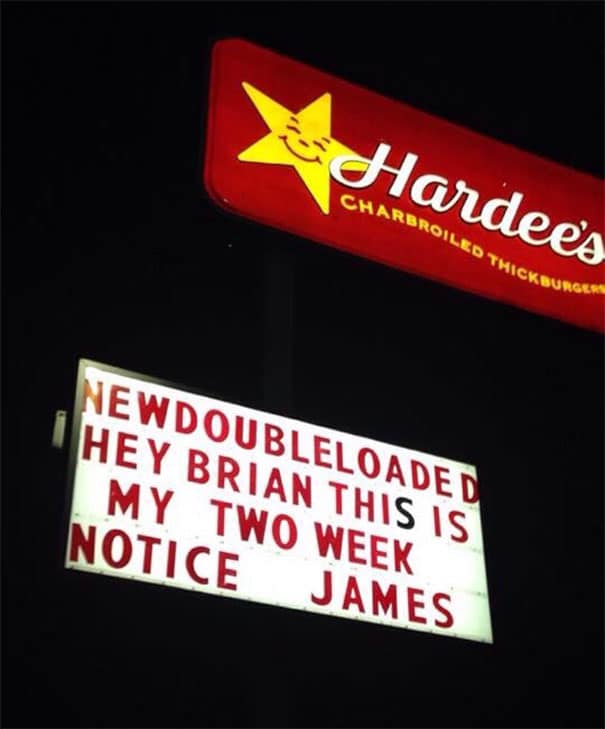 Hardee's
CHARBROILED THICKBURGERS
NEWDOUBLELOADED
HEY BRIAN THIS IS
MY TWO WEEK
NOTICE JAMES